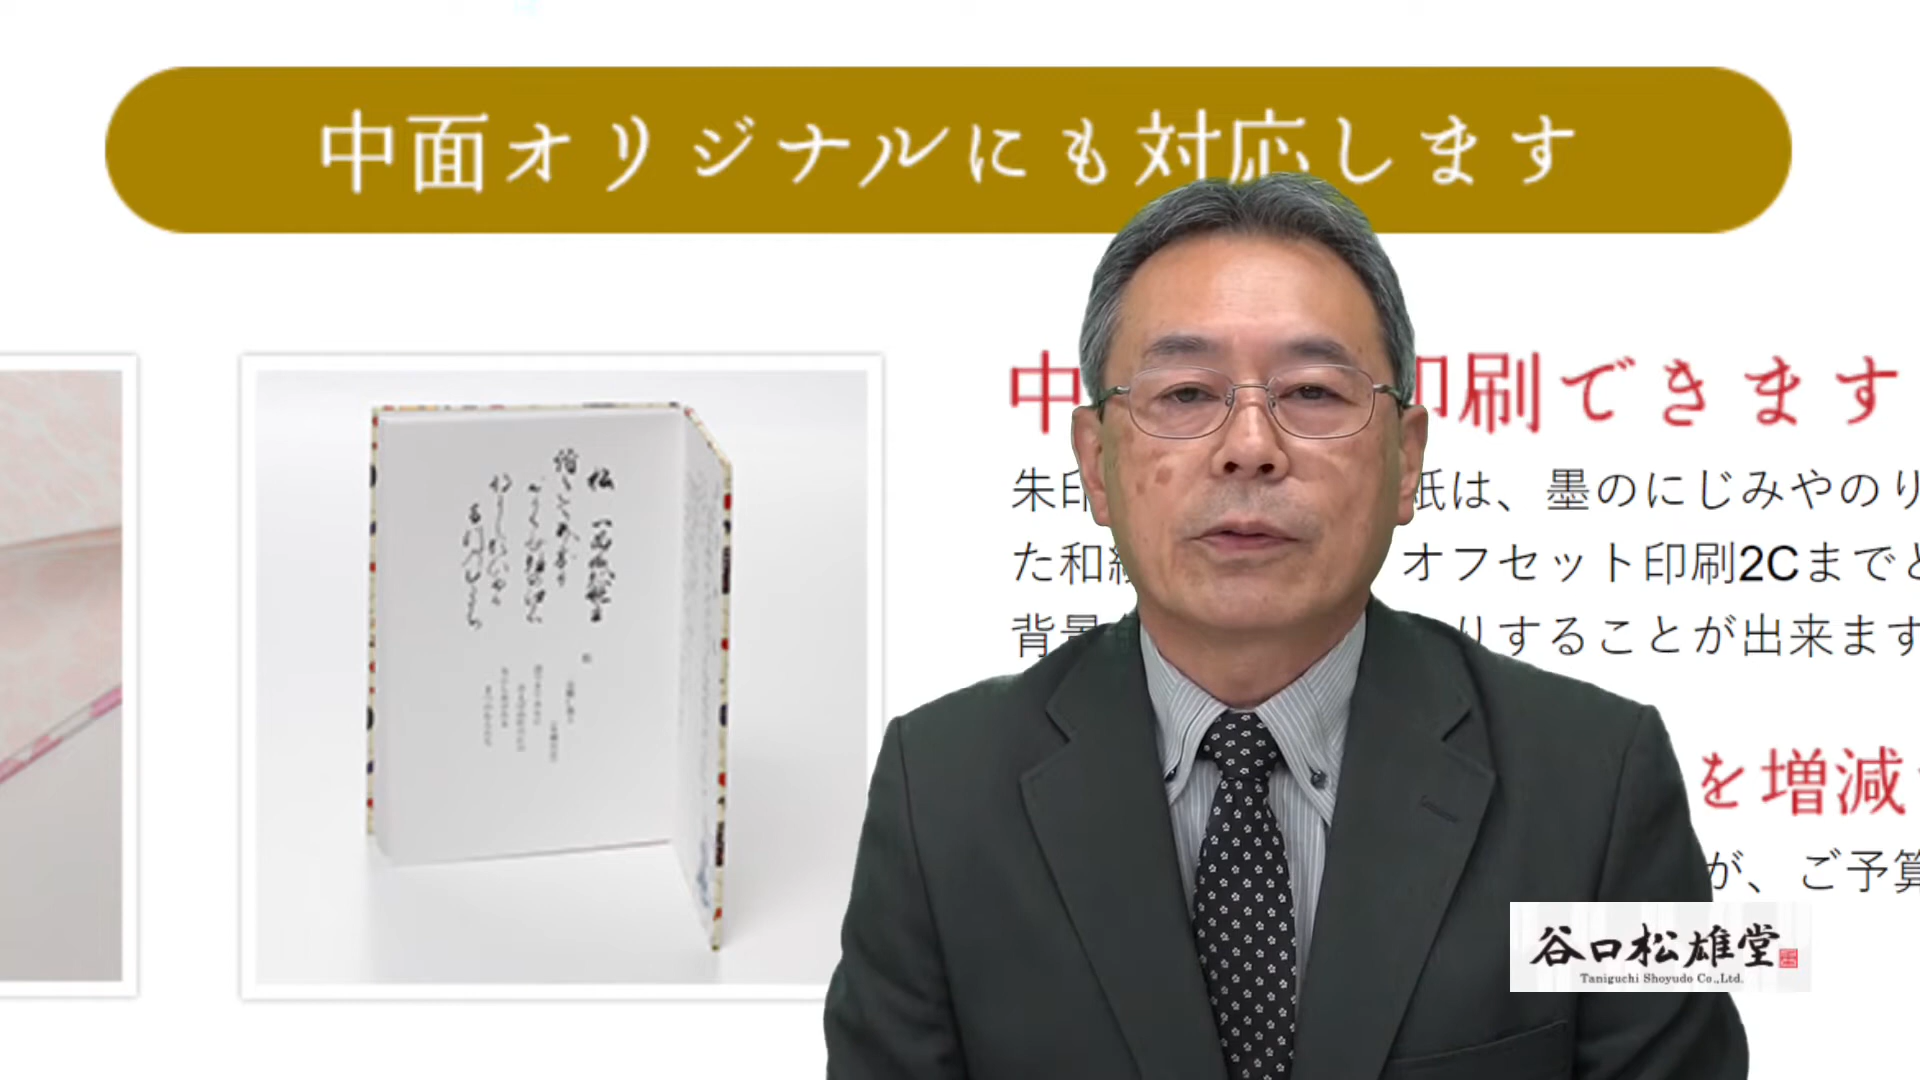 中面オリジナルにも対応します
中 印刷できます
朱印 紙は、墨のにじみやのり
た和紙 オフセット印刷2Cまでと
背景 りすることが出来ます
を増減
が、ご予算
谷口松雄堂
Taniguchi Shoyudo Co.,Ltd.